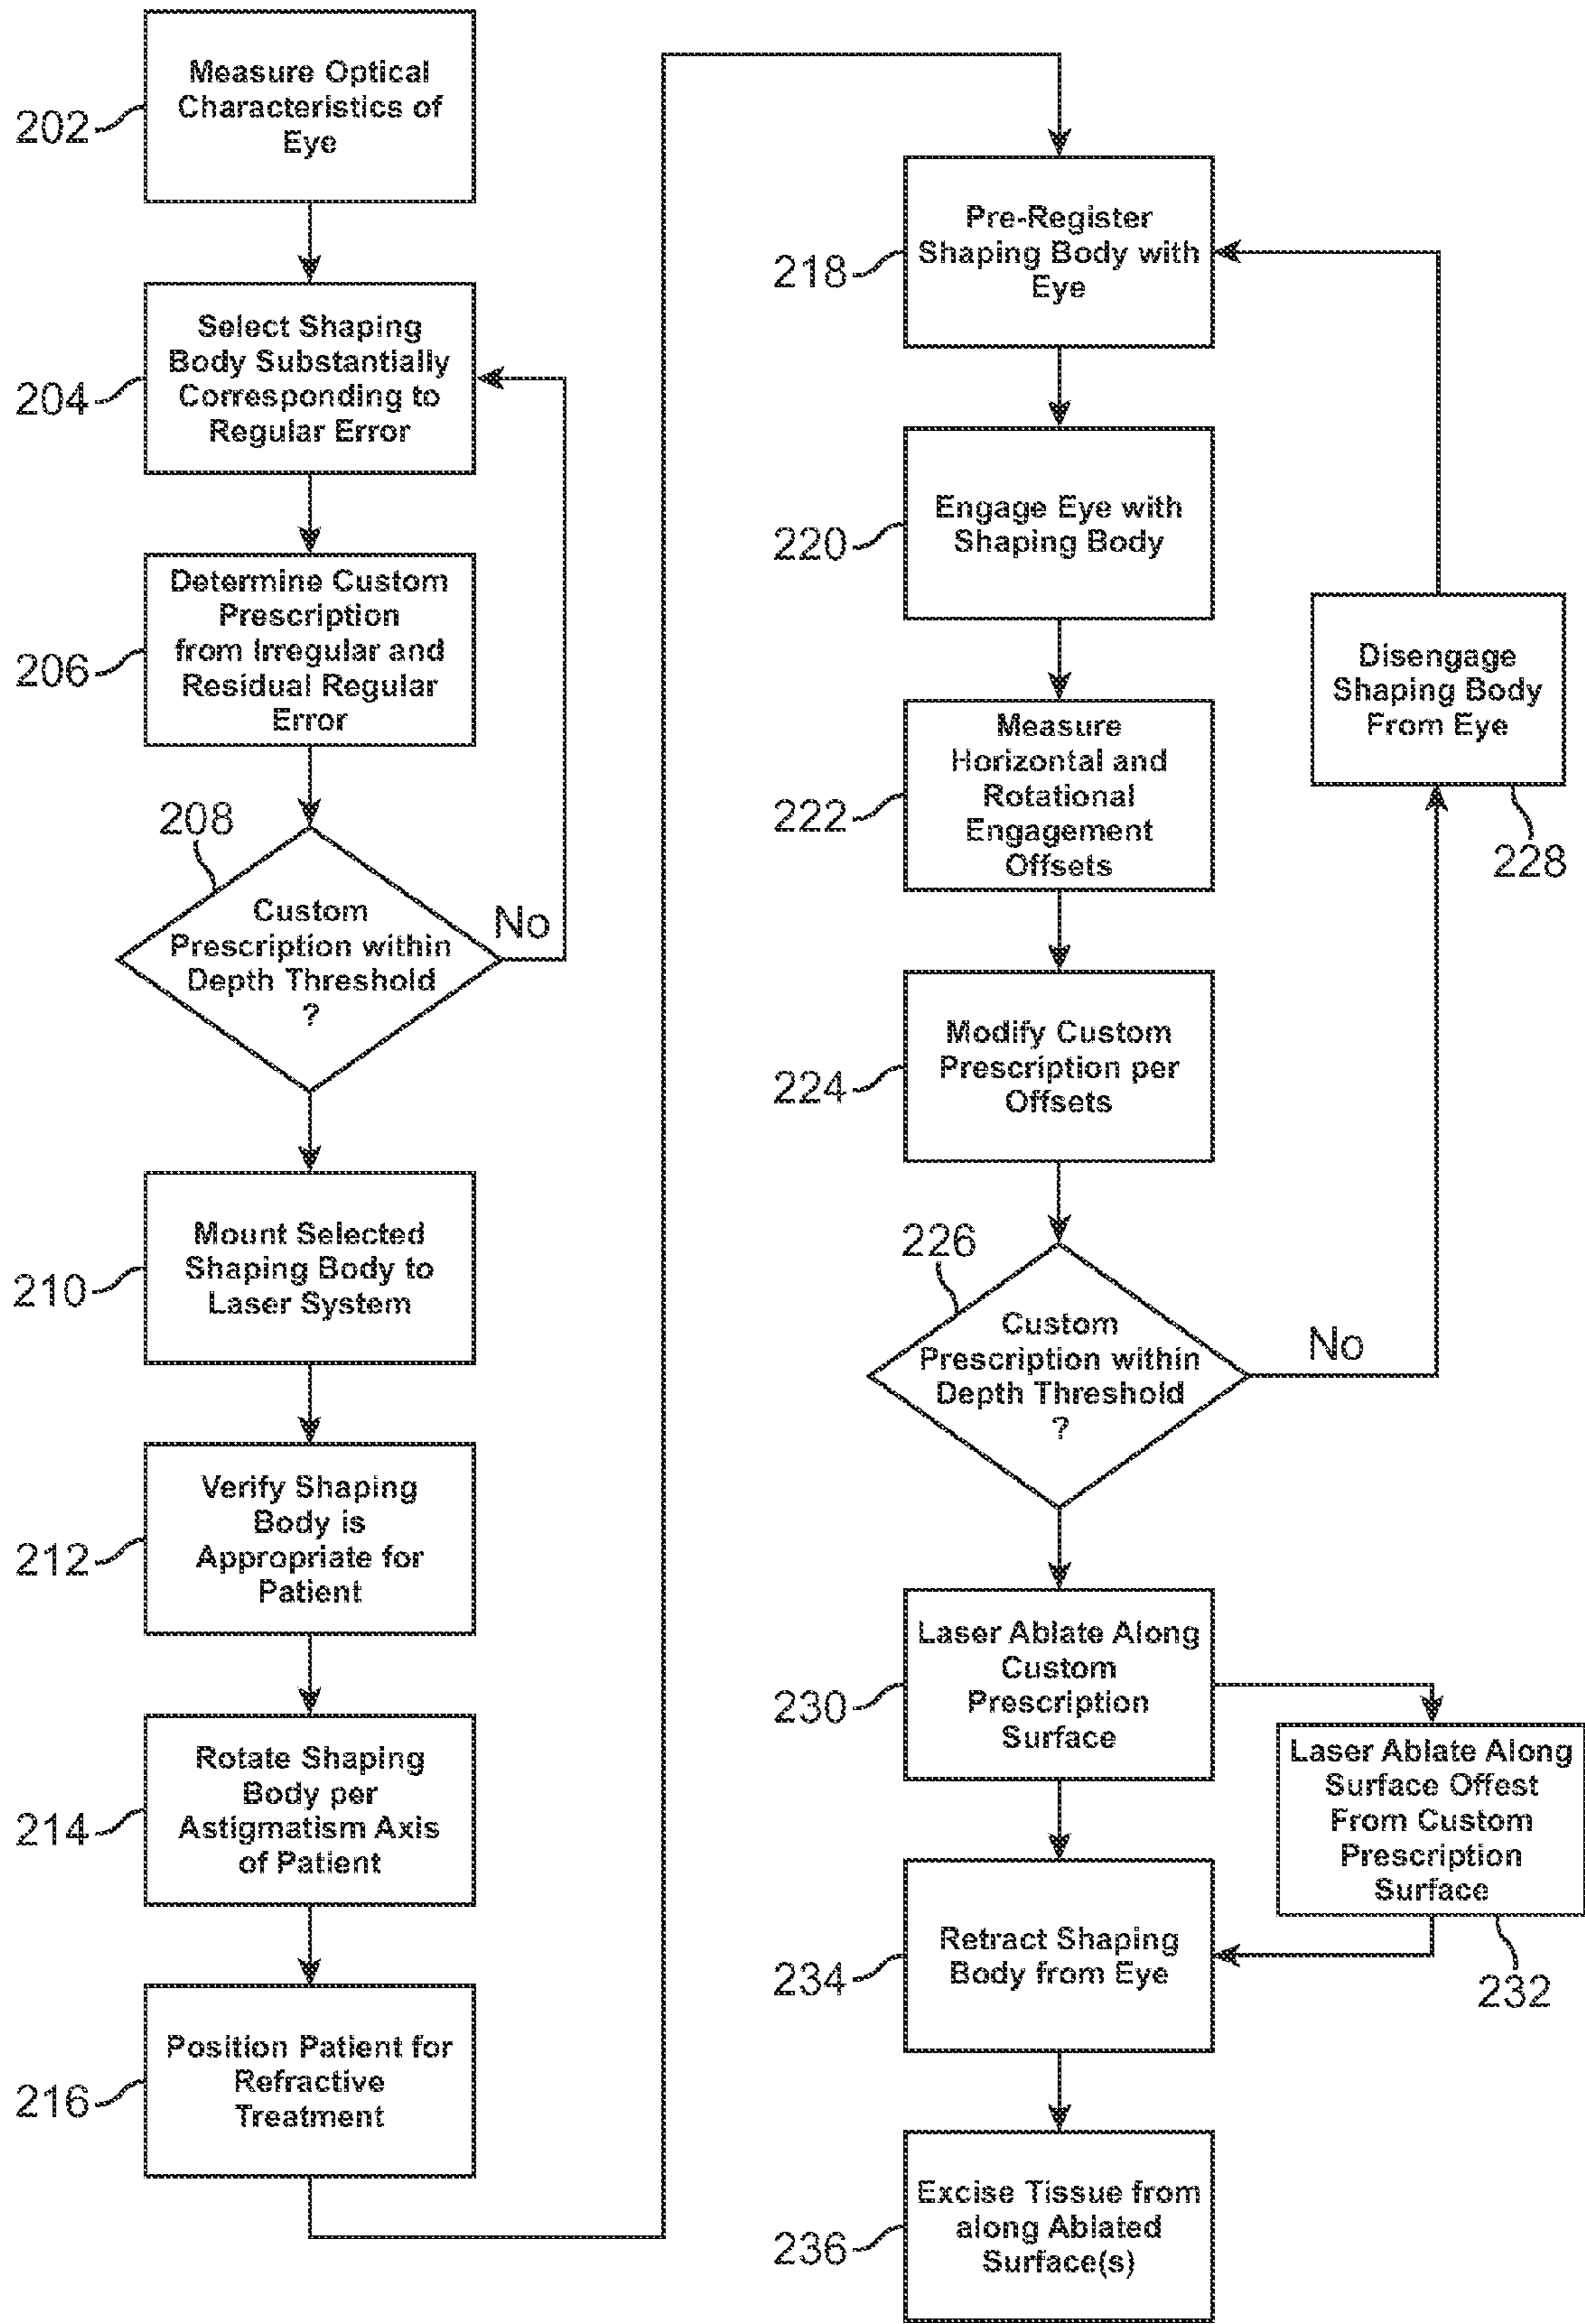 Measure Optical
Characteristics of
Eye
202
Select Shaping
Body Substantially
Corresponding to
Regular Error
204
Determine Custom
Prescription
from Irregular and
Residual Regular
Error
206
208
Custom
Prescription within
Depth Threshold
?
No
Mount Selected
Shaping Body to
Laser System
210
Verify Shaping
Body is
Appropriate for
Patient
212
Rotate Shaping
Body per
Astigmatism Axis
of Patient
214
Position Patient for
Refractive
Treatment
216
Pre-Register
Shaping Body with
Eye
218
Engage Eye with
Shaping Body
220
Measure
Horizontal and
Rotational
Engagement
Offsets
222
Modify Custom
Prescription per
Offsets
224
226
Custom
Prescription within
Depth Threshold
?
No
Disengage
Shaping Body
From Eye
228
Laser Ablate Along
Custom
Prescription
Surface
230
Laser Ablate Along
Surface Offest
From Custom
Prescription
Surface
232
Retract Shaping
Body from Eye
234
Excise Tissue from
along Ablated
Surface(s)
236